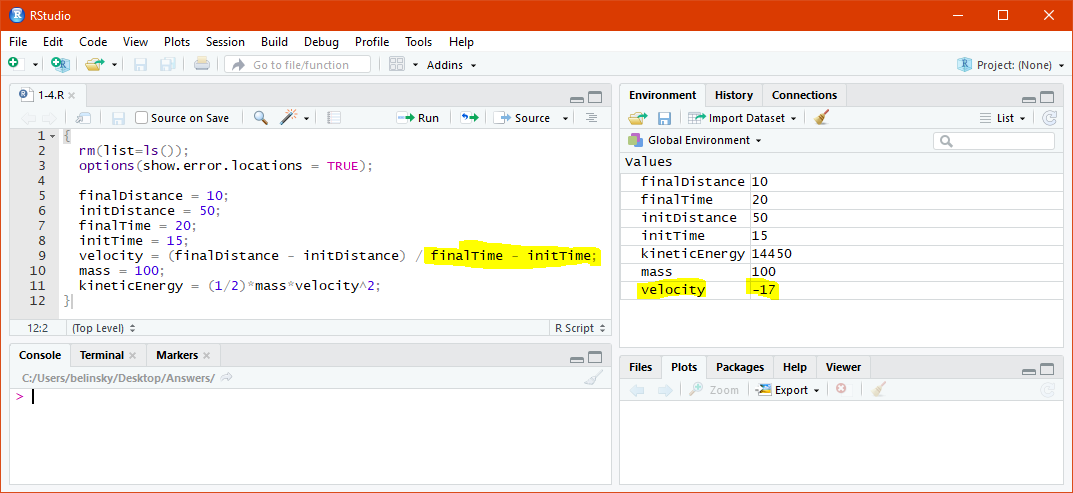 RStudio
File Edit Code View Plots Session Build Debug Profile Tools Help
Go to file/function Addins Project: (None)
1-4.R
Source on Save Run Source
1 {
2 rm(list=ls());
3 options(show.error.locations = TRUE);
4
5 finalDistance = 10;
6 initDistance = 50;
7 finalTime = 20;
8 initTime = 15;
9 velocity = (finalDistance - initDistance) / finalTime - initTime;
10 mass = 100;
11 kineticEnergy = (1/2)*mass*velocity^2;
12 }
12:2 (Top Level) R Script
Console Terminal Markers
C:/Users/belinsky/Desktop/Answers/
>
Environment History Connections
Import Dataset List
Global Environment
Values
finalDistance 10
finalTime 20
initDistance 50
initTime 15
kineticEnergy 14450
mass 100
velocity -17
Files Plots Packages Help Viewer
Zoom Export